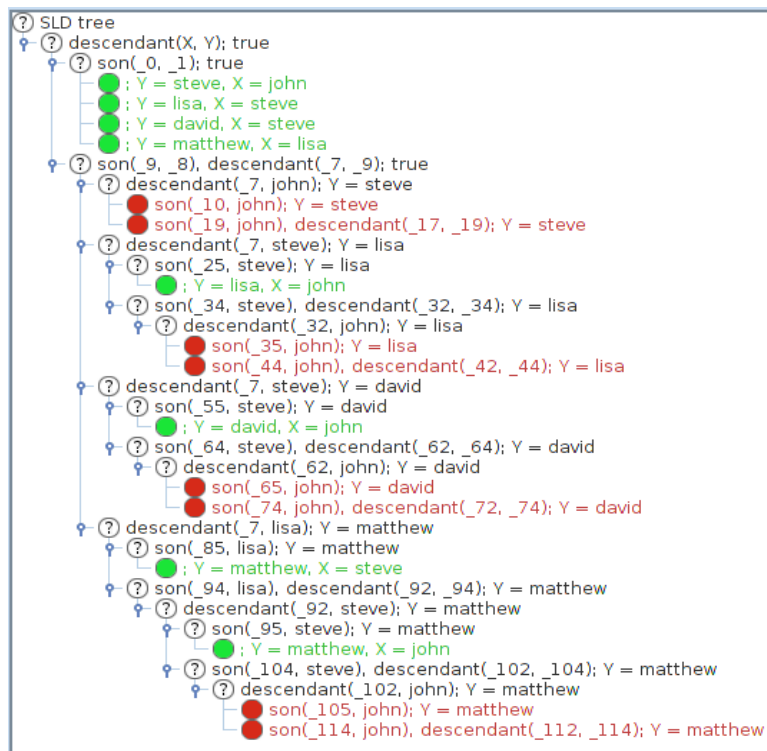 ? SLD tree
? descendant(X, Y); true
? son(_0, _1); true
; Y = steve, X = john
; Y = lisa, X = steve
; Y = david, X = steve
; Y = matthew, X = lisa
? son(_9, _8), descendant(_7, _9); true
? descendant(_7, john); Y = steve
son(_10, john); Y = steve
son(_19, john), descendant(_17, _19); Y = steve
? descendant(_7, steve); Y = lisa
? son(_25, steve); Y = lisa
; Y = lisa, X = john
? son(_34, steve), descendant(_32, _34); Y = lisa
? descendant(_32, john); Y = lisa
son(_35, john); Y = lisa
son(_44, john), descendant(_42, _44); Y = lisa
? descendant(_7, steve); Y = david
? son(_55, steve); Y = david
; Y = david, X = john
? son(_64, steve), descendant(_62, _64); Y = david
? descendant(_62, john); Y = david
son(_65, john); Y = david
son(_74, john), descendant(_72, _74); Y = david
? descendant(_7, lisa); Y = matthew
? son(_85, lisa); Y = matthew
; Y = matthew, X = steve
? son(_94, lisa), descendant(_92, _94); Y = matthew
? descendant(_92, steve); Y = matthew
? son(_95, steve); Y = matthew
; Y = matthew, X = john
? son(_104, steve), descendant(_102, _104); Y = matthew
? descendant(_102, john); Y = matthew
son(_105, john); Y = matthew
son(_114, john), descendant(_112, _114); Y = matthew